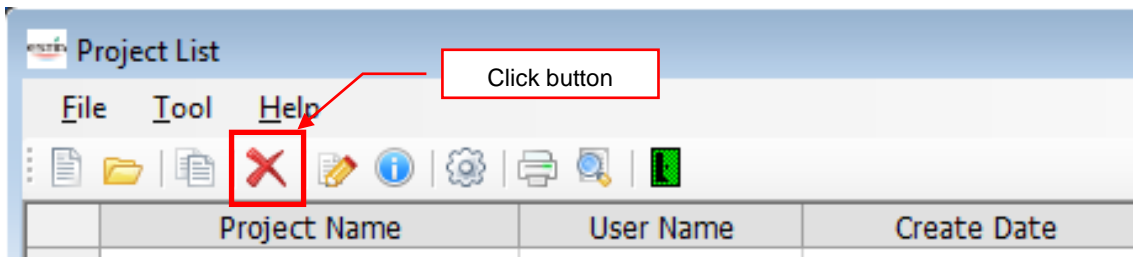 Project List
Click button
File Tool Help
Project Name User Name Create Date